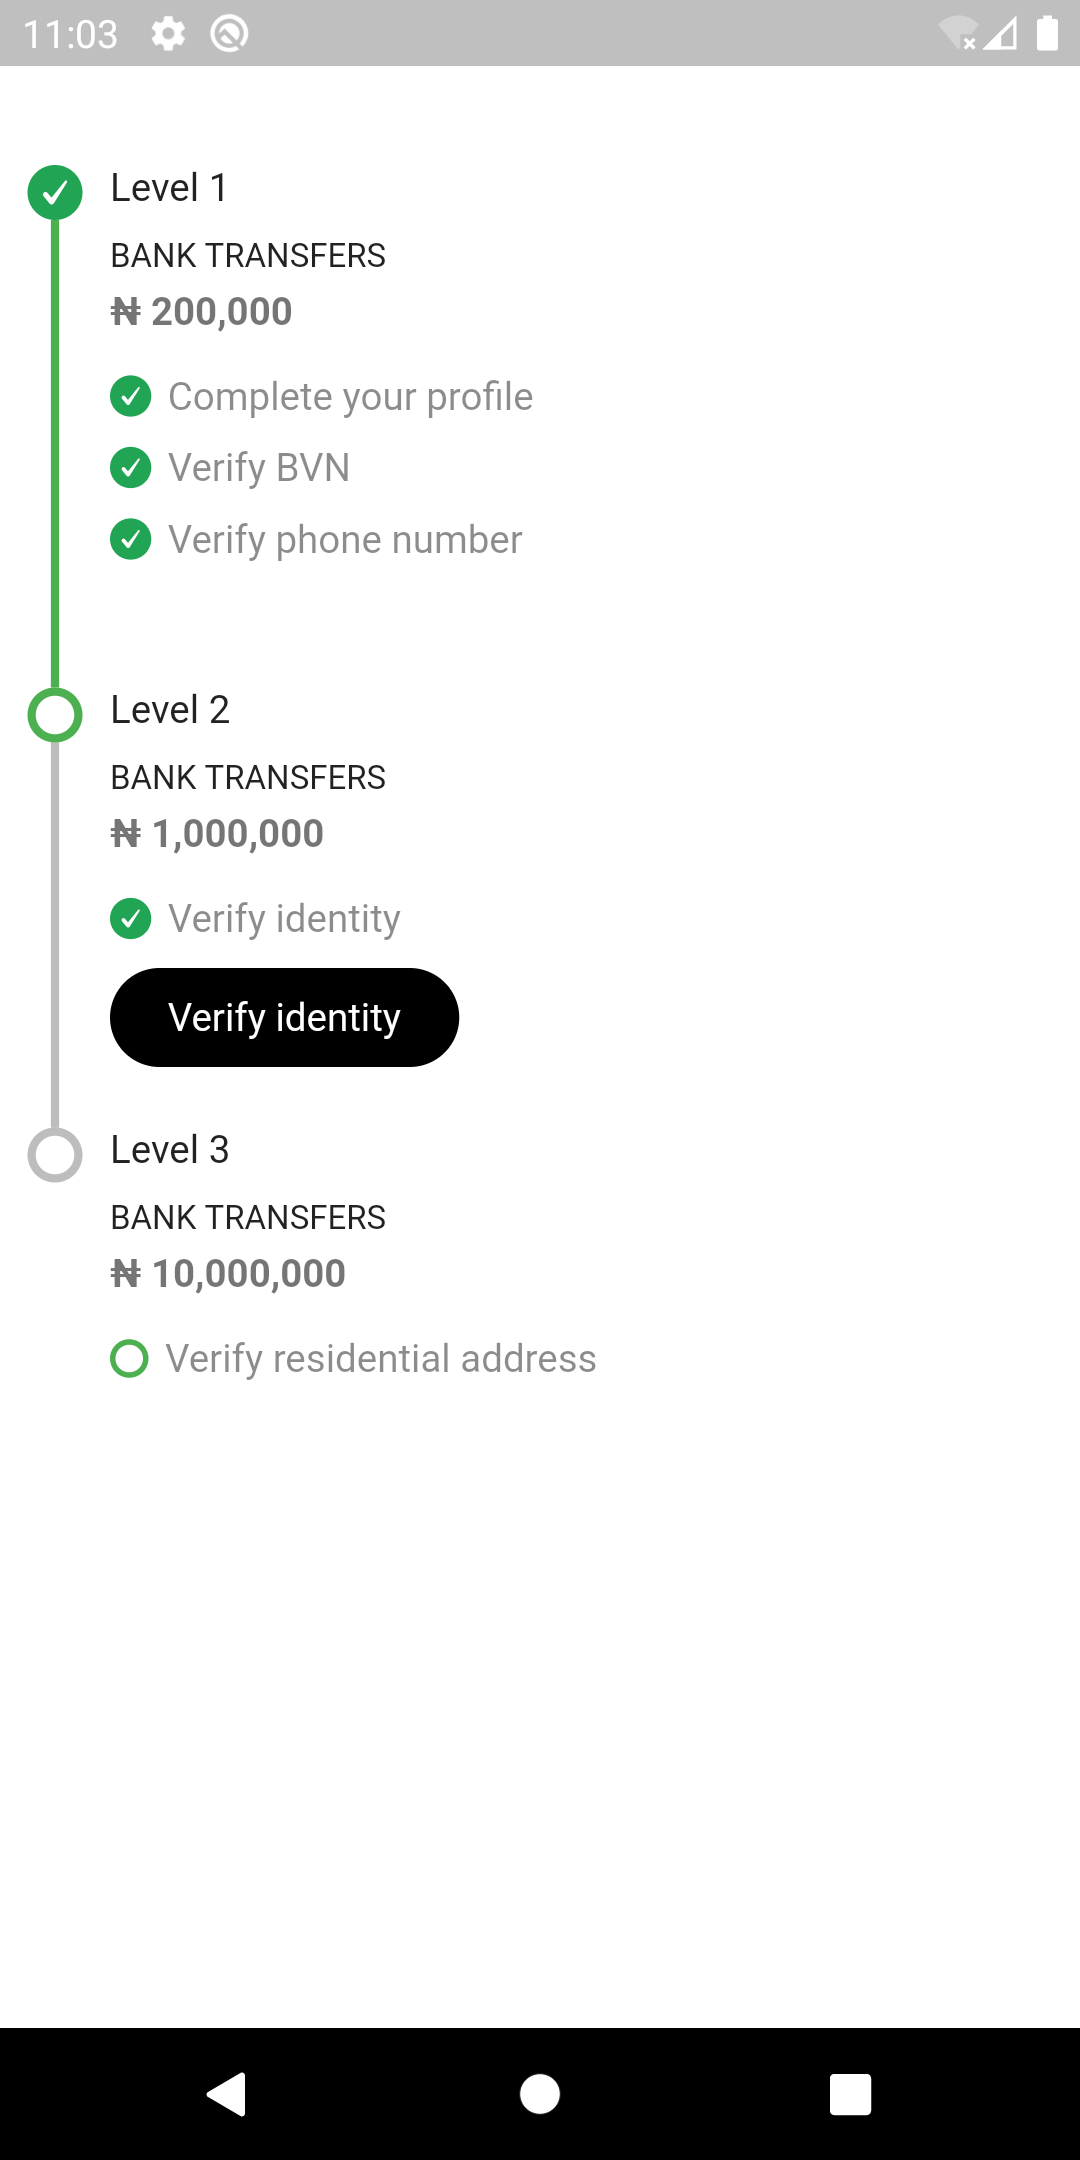 11:03
Level 1
BANK TRANSFERS
₦ 200,000
Complete your profile
Verify BVN
Verify phone number
Level 2
BANK TRANSFERS
₦ 1,000,000
Verify identity
Verify identity
Level 3
BANK TRANSFERS
₦ 10,000,000
Verify residential address